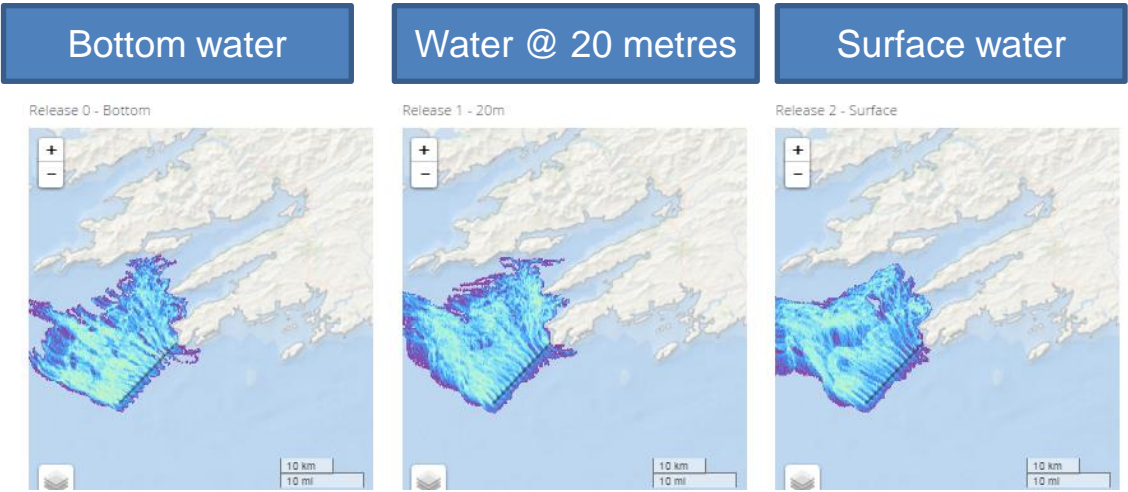 Bottom water
Water @ 20 metres
Surface water
Release 0 - Bottom
Release 1 - 20m
Release 2 - Surface
+
−
+
−
+
−
10 km
10 mi
10 km
10 mi
10 km
10 mi